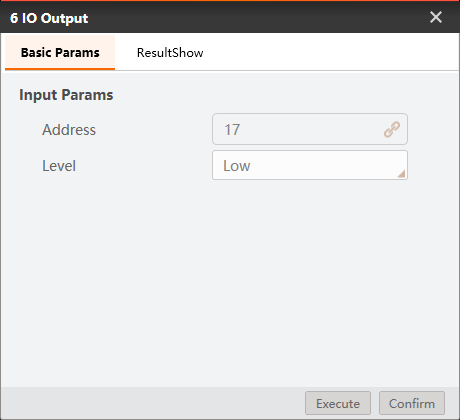 6 IO Output
Basic Params ResultShow
Input Params
Address 17
Level Low
Execute Confirm